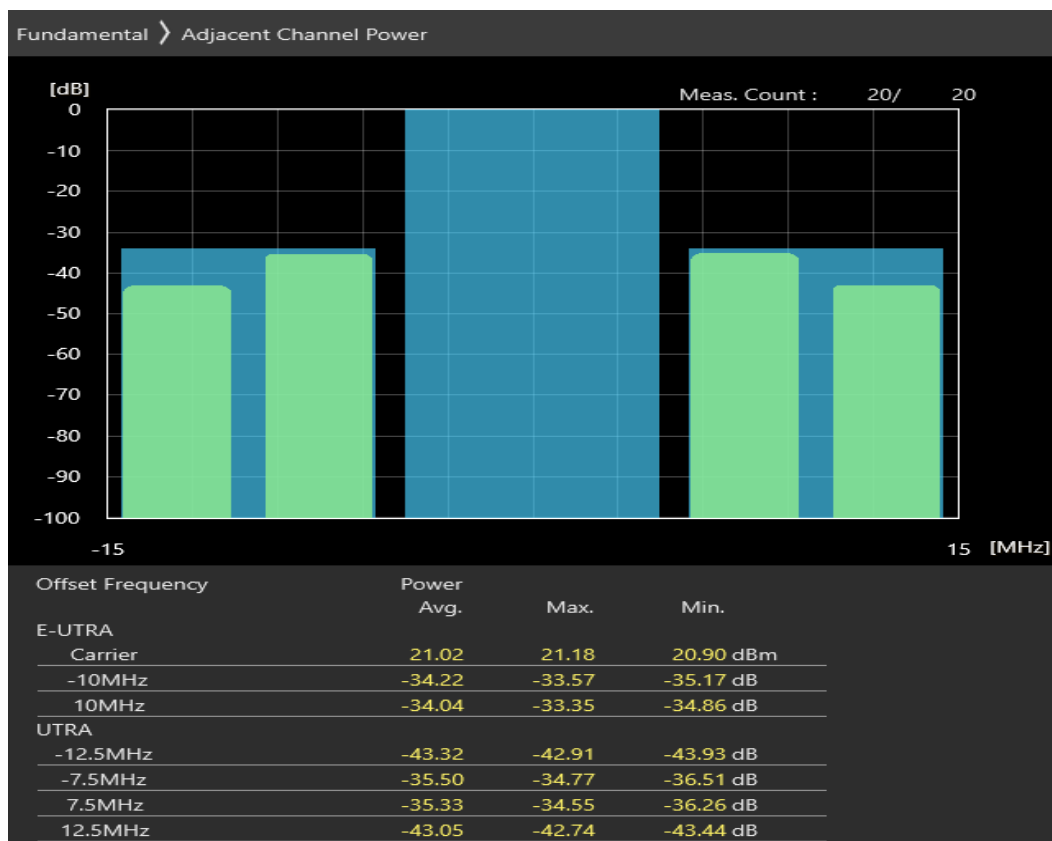 Fundamental 〉 Adjacent Channel Power
[dB]
Meas. Count : 20/ 20
0
-10
-20
-30
-40
-50
-60
-70
-80
-90
-100
-15 15 [MHz]
Offset Frequency Power
Avg. Max. Min.
E-UTRA
Carrier 21.02 21.18 20.90 dBm
-10MHz -34.22 -33.57 -35.17 dB
10MHz -34.04 -33.35 -34.86 dB
UTRA
-12.5MHz -43.32 -42.91 -43.93 dB
-7.5MHz -35.50 -34.77 -36.51 dB
7.5MHz -35.33 -34.55 -36.26 dB
12.5MHz -43.05 -42.74 -43.44 dB